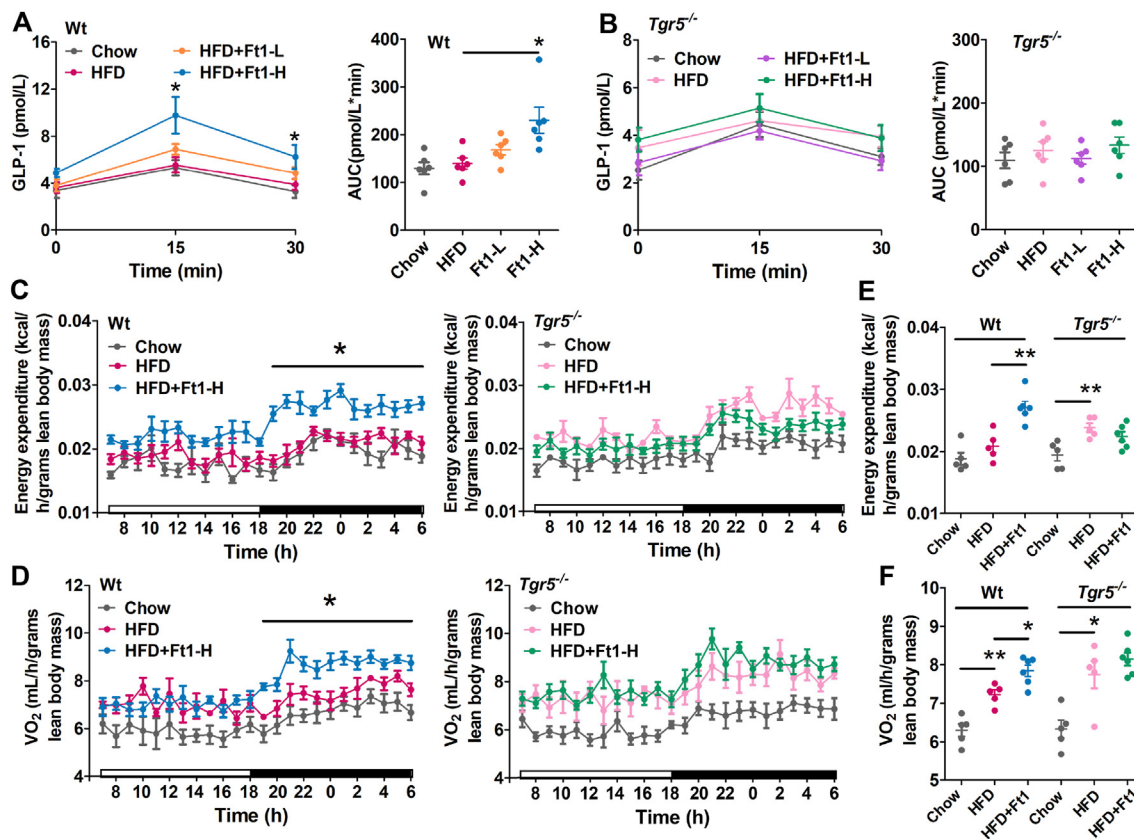 A
Wt
Chow
HFD
HFD+Ft1-L
HFD+Ft1-H
GLP-1 (pmol/L)
16
12
8
4
0
*
*
0
15
30
Time (min)
Wt
*
AUC(pmol/L*min)
400
300
200
100
0
Chow
HFD
Ft1-L
Ft1-H
B
Tgr5-/-
Chow
HFD
HFD+Ft1-L
HFD+Ft1-H
GLP-1 (pmol/L)
8
6
4
2
0
0
15
30
Time (min)
Tgr5-/-
AUC (pmol/L*min)
300
200
100
0
Chow
HFD
Ft1-L
Ft1-H
C
Wt
Chow
HFD
HFD+Ft1-H
*
Energy expenditure (kcal/
h/grams lean body mass)
0.04
0.03
0.02
0.01
8 10 12 14 16 18 20 22 0 2 4 6
Time (h)
Tgr5-/-
Chow
HFD
HFD+Ft1-H
Energy expenditure (kcal/
h/grams lean body mass)
0.04
0.03
0.02
0.01
8 10 12 14 16 18 20 22 0 2 4 6
Time (h)
E
Wt
Tgr5-/-
**
**
Energy expenditure (kcal/
h/grams lean body mass)
0.04
0.03
0.02
0.01
Chow
HFD
HFD+Ft1
Chow
HFD
HFD+Ft1
D
Wt
Chow
HFD
HFD+Ft1-H
*
VO2 (mL/h/grams
lean body mass)
12
10
8
6
4
8 10 12 14 16 18 20 22 0 2 4 6
Time (h)
Tgr5-/-
Chow
HFD
HFD+Ft1-H
VO2 (mL/h/grams
lean body mass)
12
10
8
6
4
8 10 12 14 16 18 20 22 0 2 4 6
Time (h)
F
Wt
Tgr5-/-
**
*
*
VO2 (ml/h/grams
lean body mass)
10
9
8
7
6
5
Chow
HFD
HFD+Ft1
Chow
HFD
HFD+Ft1